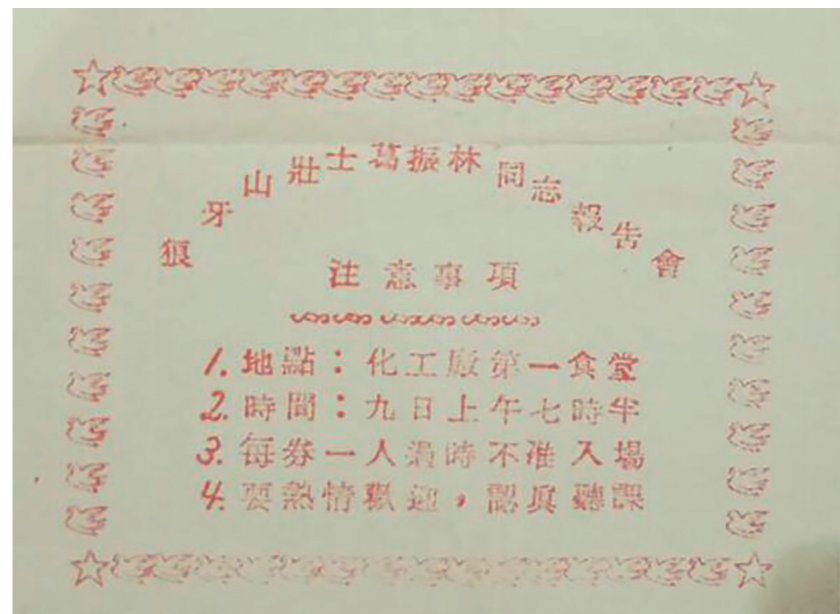 狼牙山壯士葛振林同志報告會
注意事項
1. 地點：化工廠第一食堂
2. 時間：九日上午七時半
3. 每券一人過時不准入場
4. 要熱情歡迎，認真聽課